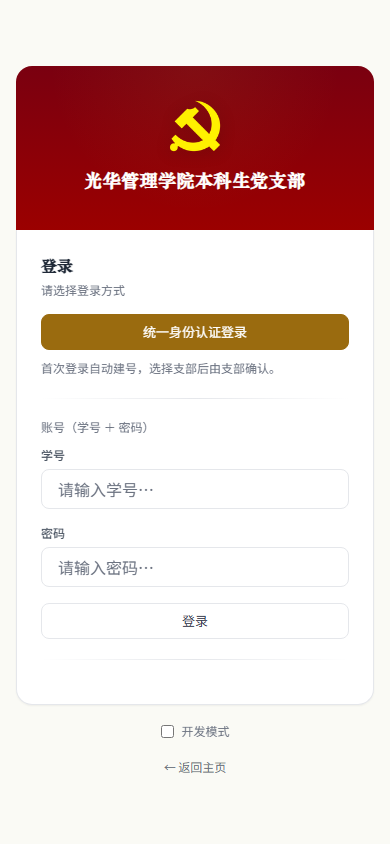 光华管理学院本科生党支部
登录
请选择登录方式
统一身份认证登录
首次登录自动建号，选择支部后由支部确认。
账号（学号 ＋ 密码）
学号
请输入学号…
密码
请输入密码…
登录
开发模式
← 返回主页